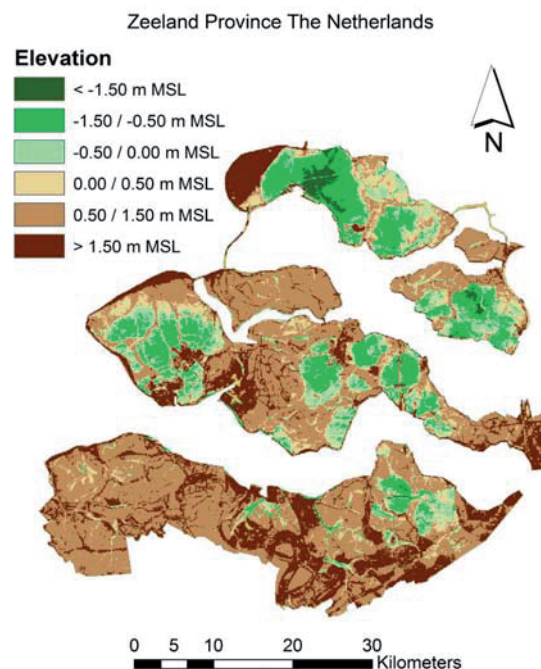 Zeeland Province The Netherlands
Elevation
< -1.50 m MSL
-1.50 / -0.50 m MSL
-0.50 / 0.00 m MSL
0.00 / 0.50 m MSL
0.50 / 1.50 m MSL
> 1.50 m MSL
N
0 5 10 20 30
Kilometers